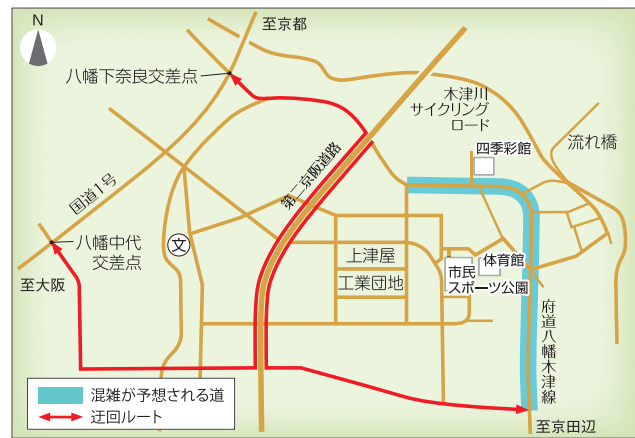 N
至京都
八幡下奈良交差点
木津川
サイクリング
ロード
流れ橋
四季彩館
第二京阪道路
国道1号
文
八幡中代
交差点
至大阪
上津屋
工業団地
体育館
市民
スポーツ公園
府道八幡木津線
混雑が予想される道
迂回ルート
至京田辺